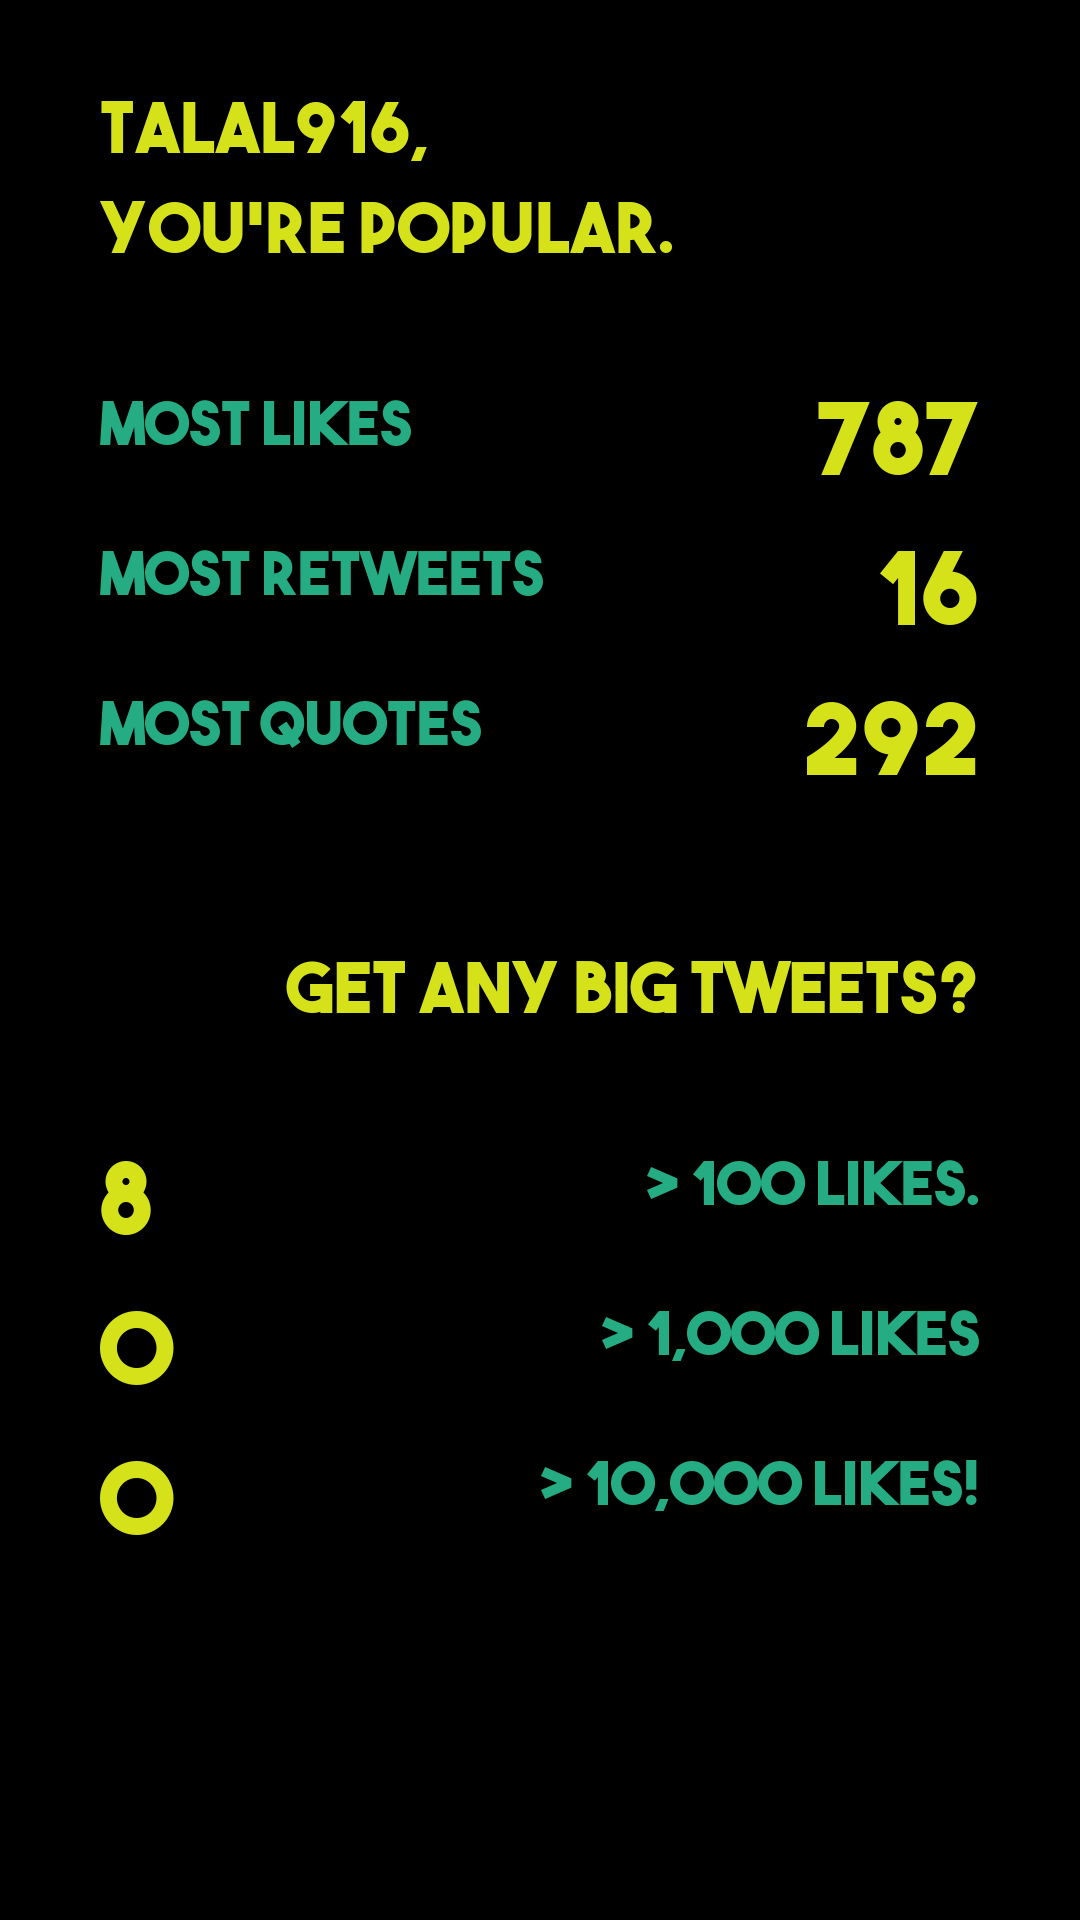 TALAL916,
YOU'RE POPULAR.
MOST LIKES 787
MOST RETWEETS 16
MOST QUOTES 292
GET ANY BIG TWEETS?
8 > 100 LIKES.
0 > 1,000 LIKES
0 > 10,000 LIKES!